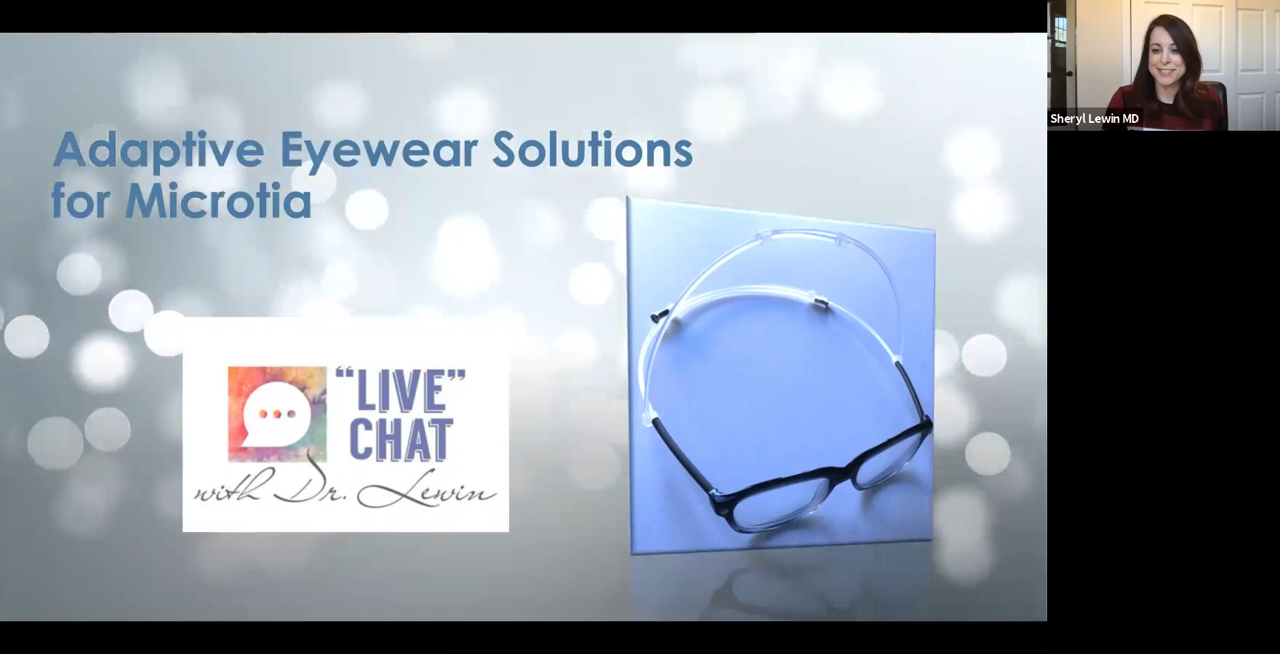 Adaptive Eyewear Solutions
for Microtia
“LIVE”
CHAT
with Dr. Lewin
Sheryl Lewin MD